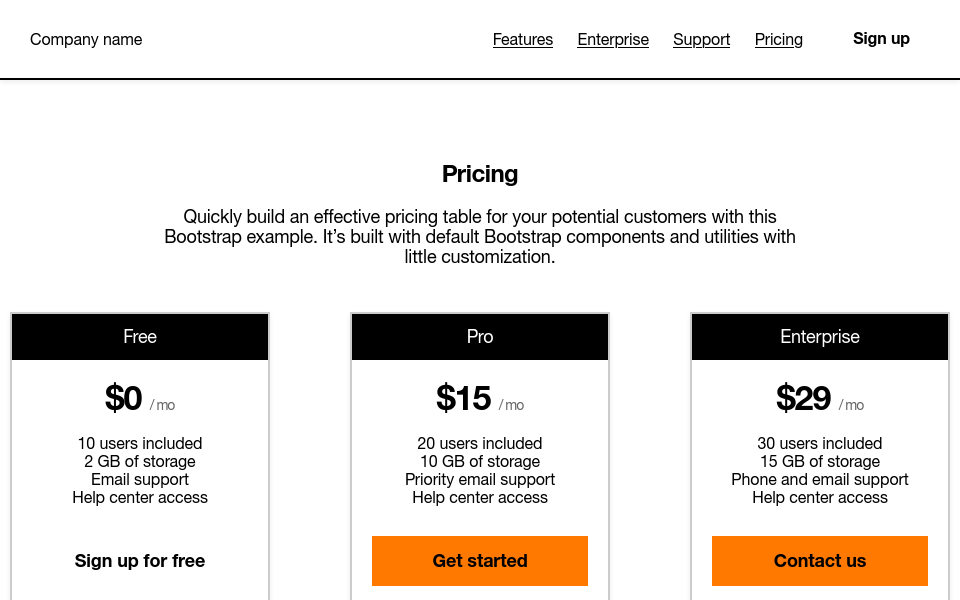 Company name
Features
Enterprise
Support
Pricing
Sign up
Pricing
Quickly build an effective pricing table for your potential customers with this
Bootstrap example. It’s built with default Bootstrap components and utilities with
little customization.
Free
$0 / mo
10 users included
2 GB of storage
Email support
Help center access
Sign up for free
Pro
$15 / mo
20 users included
10 GB of storage
Priority email support
Help center access
Get started
Enterprise
$29 / mo
30 users included
15 GB of storage
Phone and email support
Help center access
Contact us